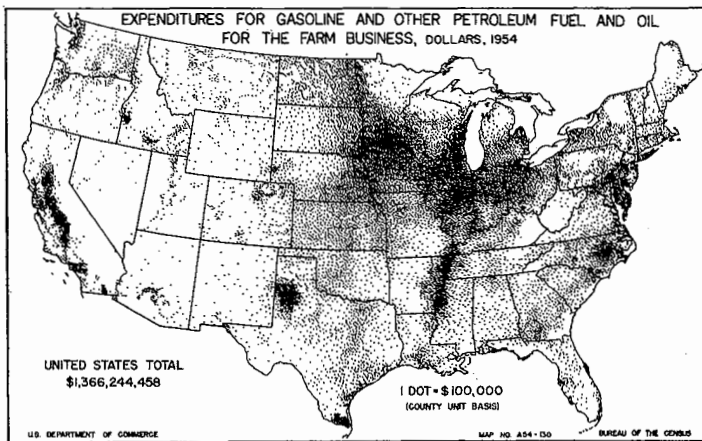 EXPENDITURES FOR GASOLINE AND OTHER PETROLEUM FUEL AND OIL
FOR THE FARM BUSINESS, DOLLARS, 1954
UNITED STATES TOTAL
$1,366,244,458
1 DOT = $100,000
(COUNTY UNIT BASIS)
U.S. DEPARTMENT OF COMMERCE
MAP NO. A54-130
BUREAU OF THE CENSUS